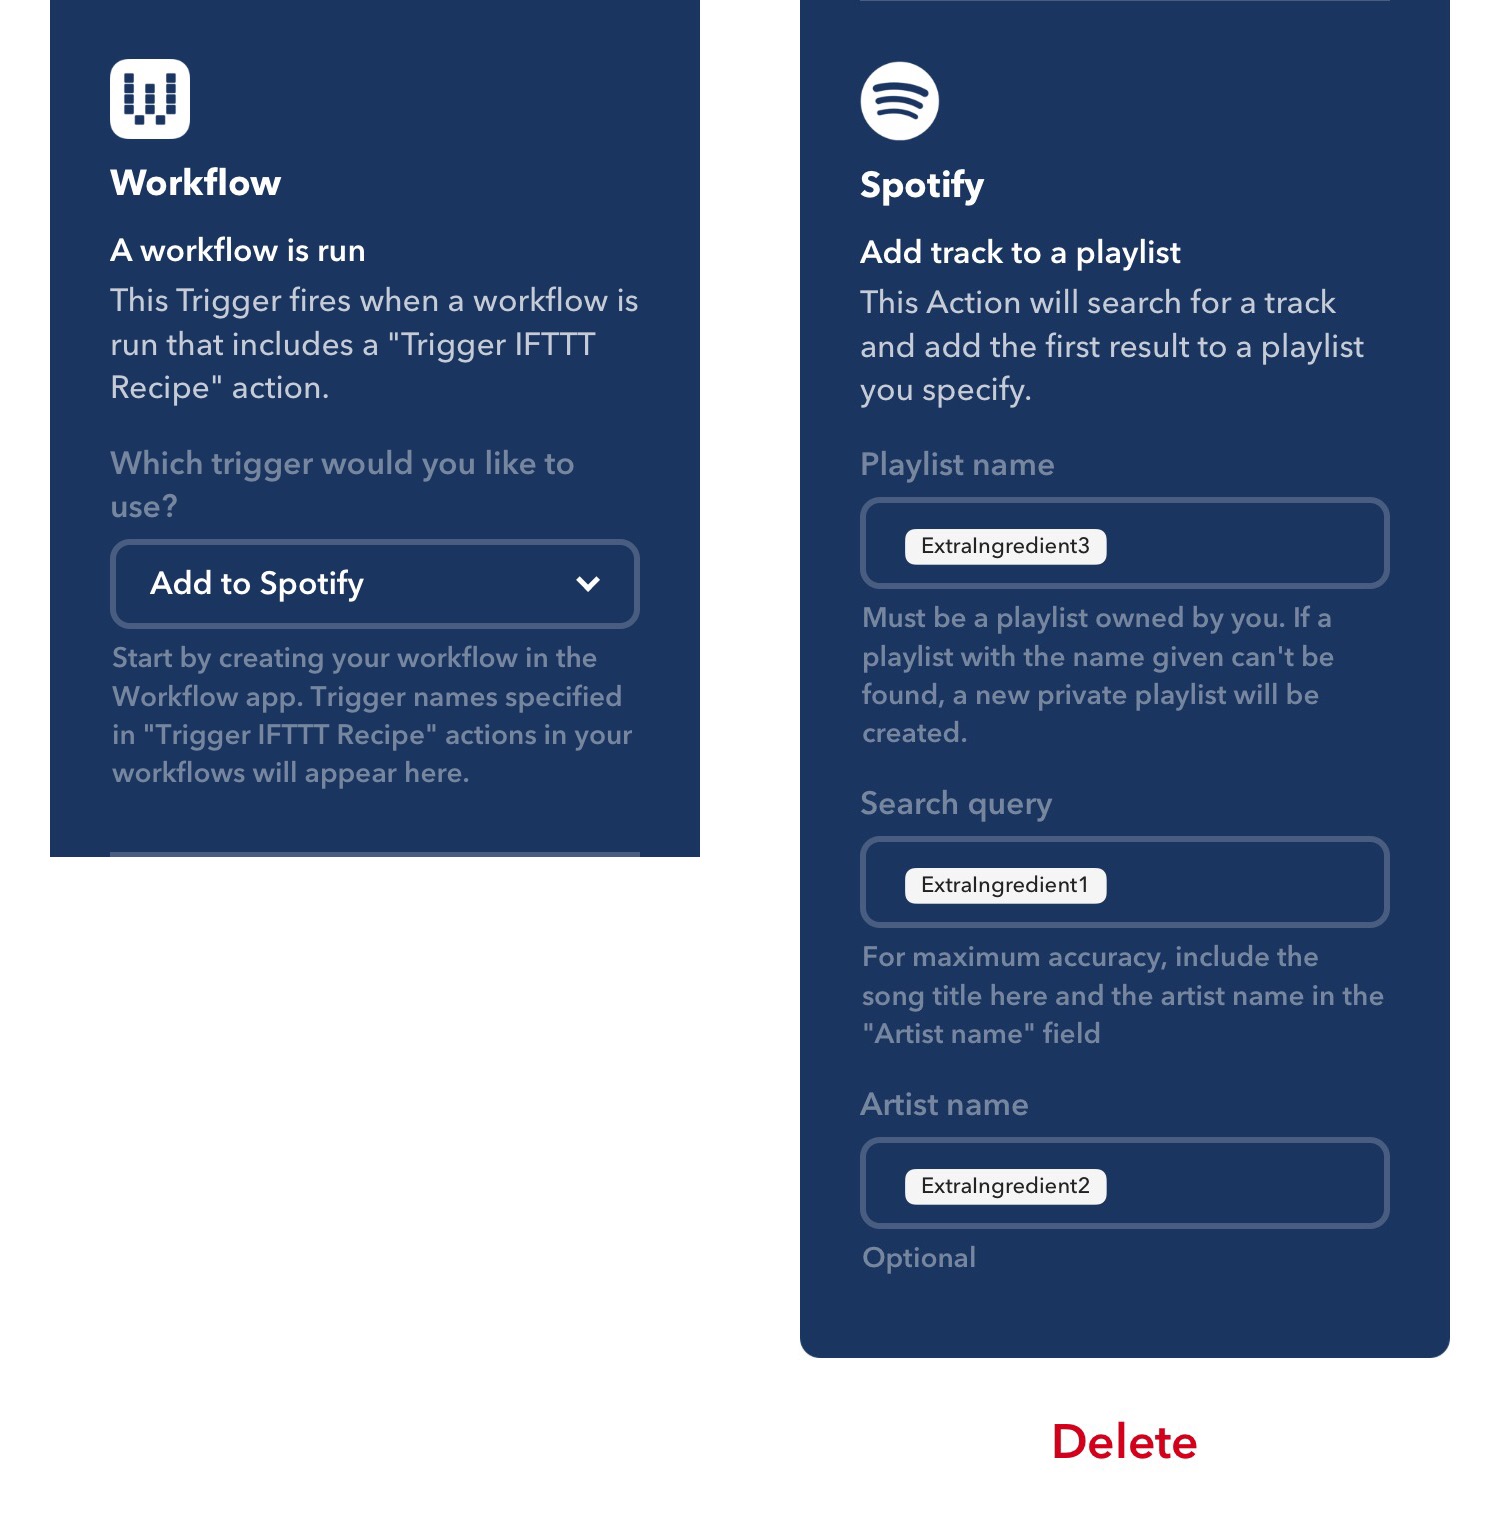 Workflow
A workflow is run
This Trigger fires when a workflow is
run that includes a "Trigger IFTTT
Recipe" action.
Which trigger would you like to
use?
Add to Spotify
Start by creating your workflow in the
Workflow app. Trigger names specified
in "Trigger IFTTT Recipe" actions in your
workflows will appear here.
Spotify
Add track to a playlist
This Action will search for a track
and add the first result to a playlist
you specify.
Playlist name
ExtraIngredient3
Must be a playlist owned by you. If a
playlist with the name given can't be
found, a new private playlist will be
created.
Search query
ExtraIngredient1
For maximum accuracy, include the
song title here and the artist name in the
"Artist name" field
Artist name
ExtraIngredient2
Optional
Delete